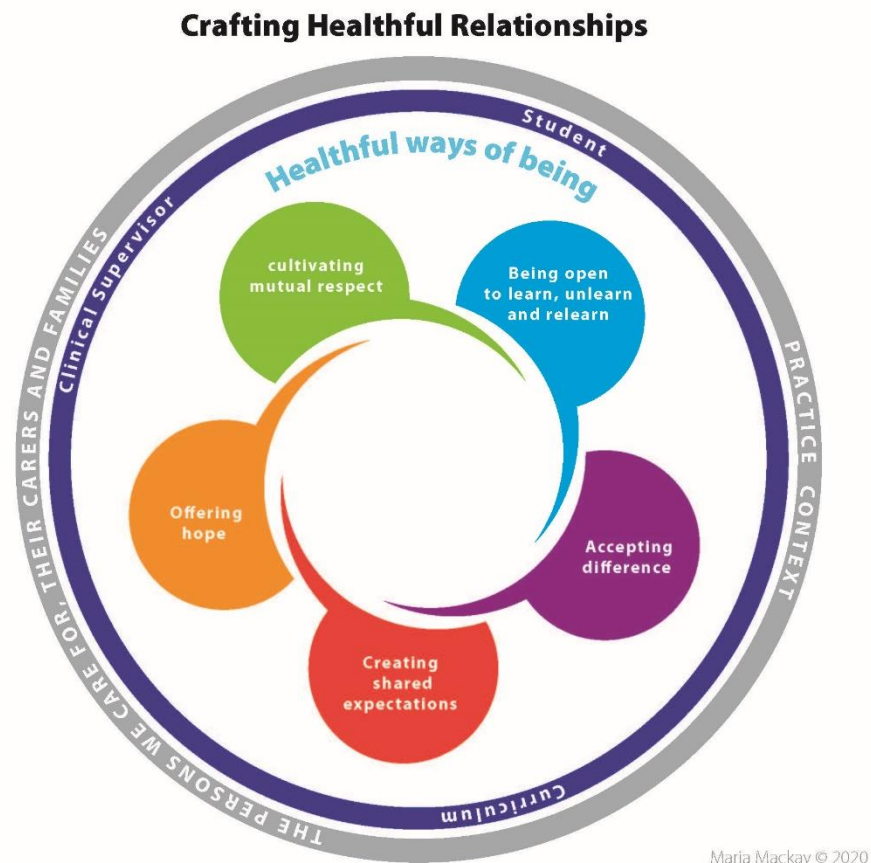 Crafting Healthful Relationships
Student
Healthful ways of being
Clinical Supervisor
THE PERSONS WE CARE FOR, THEIR CARERS AND FAMILIES
PRACTICE CONTEXT
cultivating
mutual respect
Being open
to learn, unlearn
and relearn
Offering
hope
Accepting
difference
Creating
shared
expectations
Curriculum
Maria Mackay © 2020